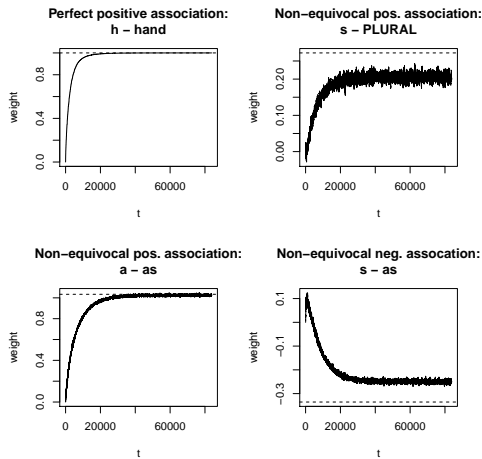 Perfect positive association:
h − hand
weight
0.0
0.4
0.8
0
20000
60000
t
Non−equivocal pos. association:
s − PLURAL
weight
0.00
0.10
0.20
0
20000
60000
t
Non−equivocal pos. association:
a − as
weight
0.0
0.4
0.8
0
20000
60000
t
Non−equivocal neg. assocation:
s − as
weight
−0.3
−0.1
0.1
0
20000
60000
t